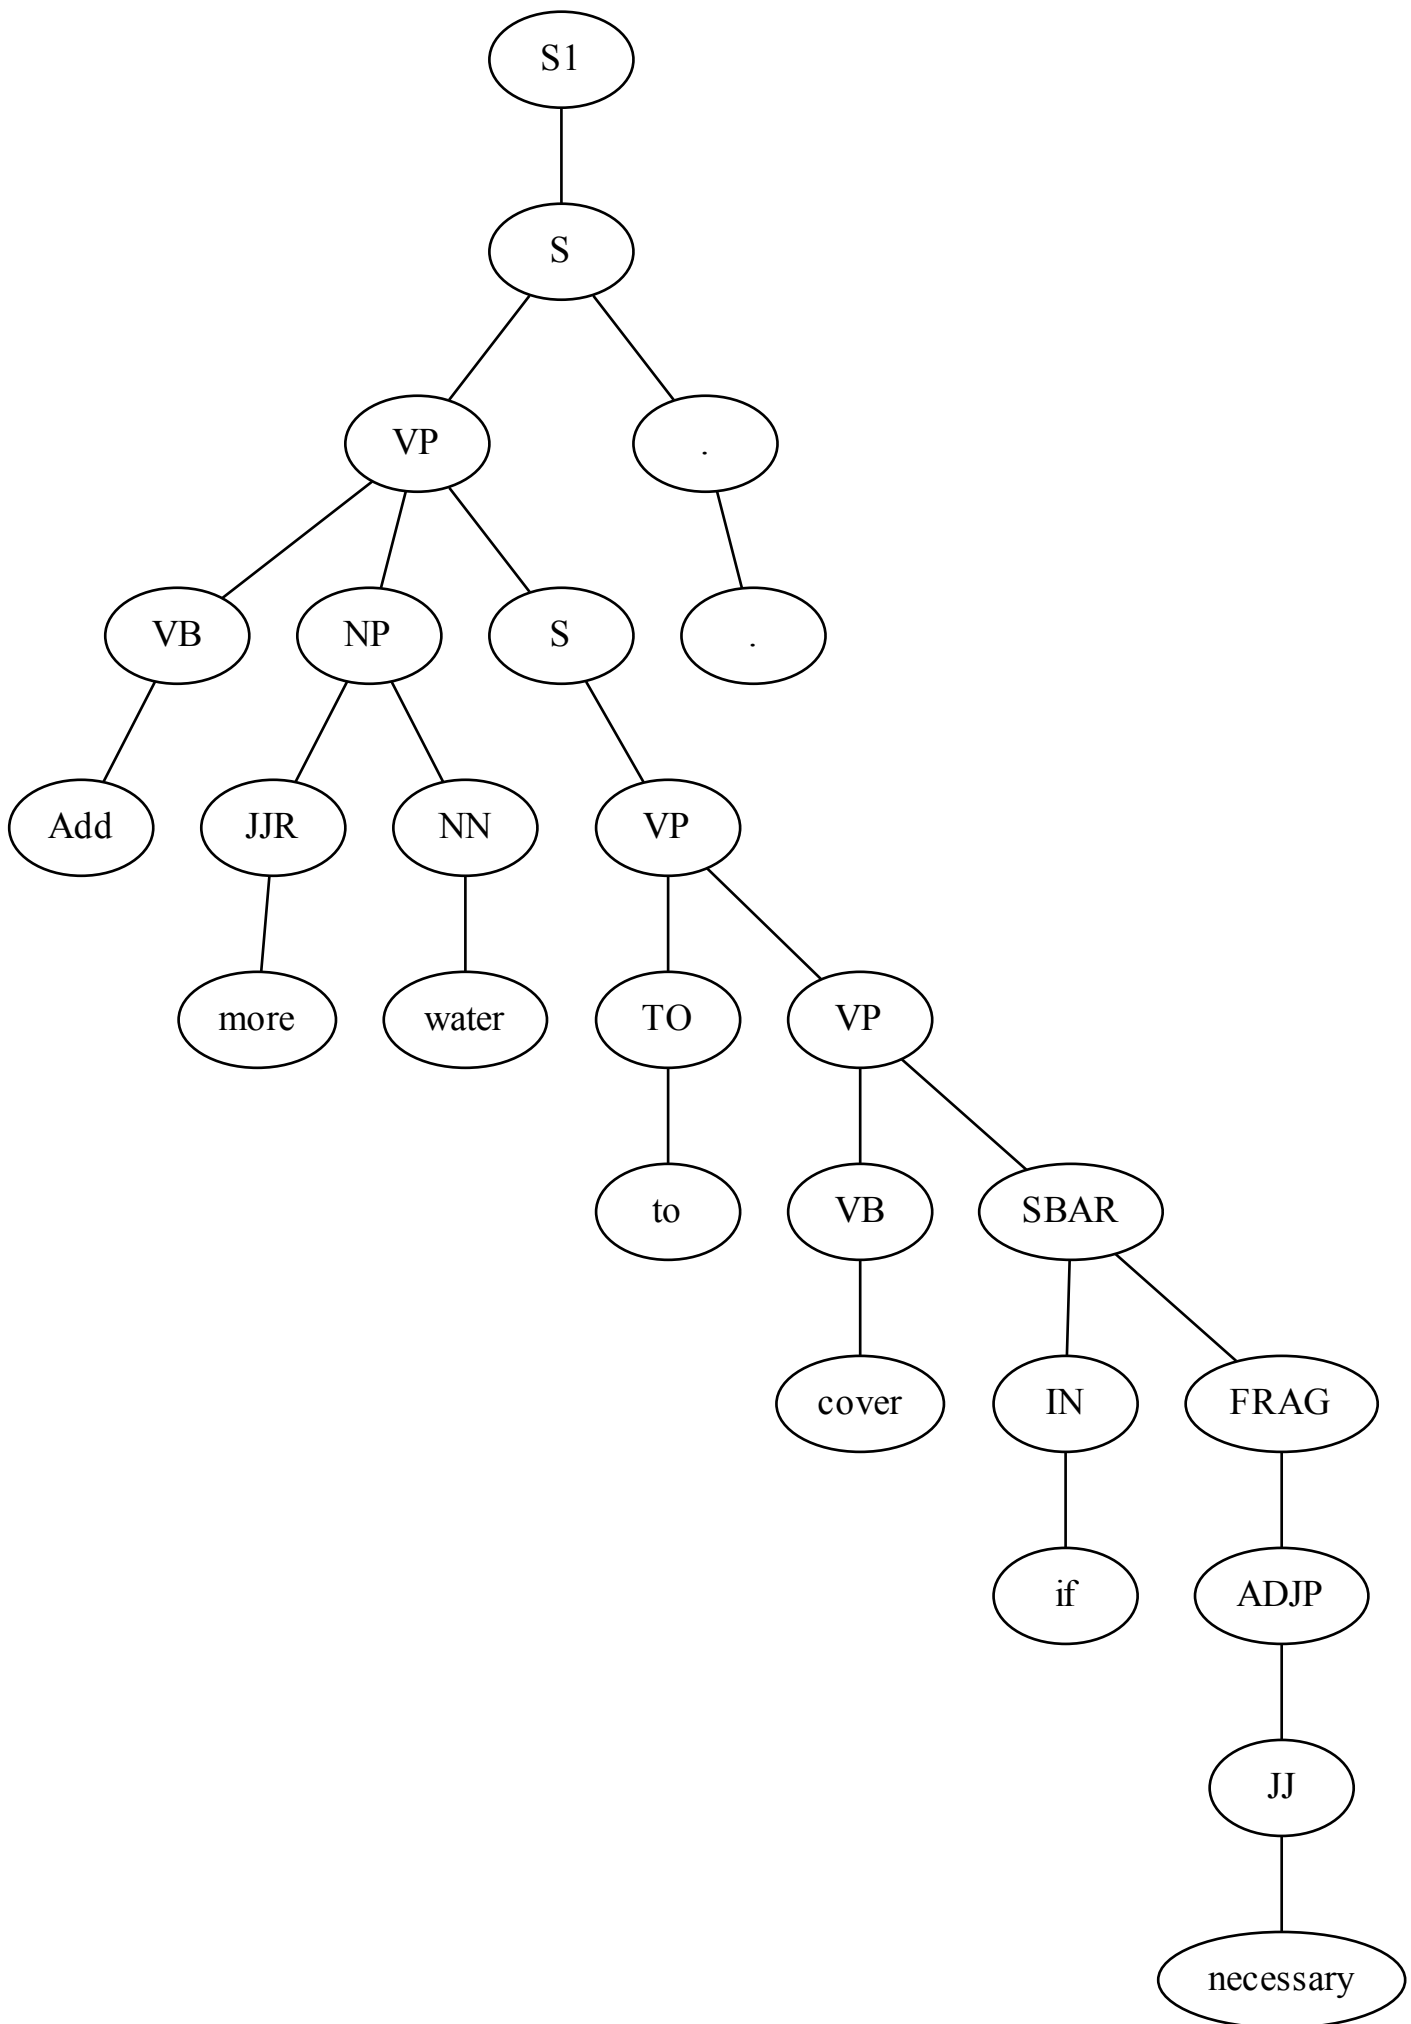 S1
S
VP .
VB NP S .
Add JJR NN VP
more water TO VP
to VB SBAR
cover IN FRAG
if ADJP
JJ
necessary